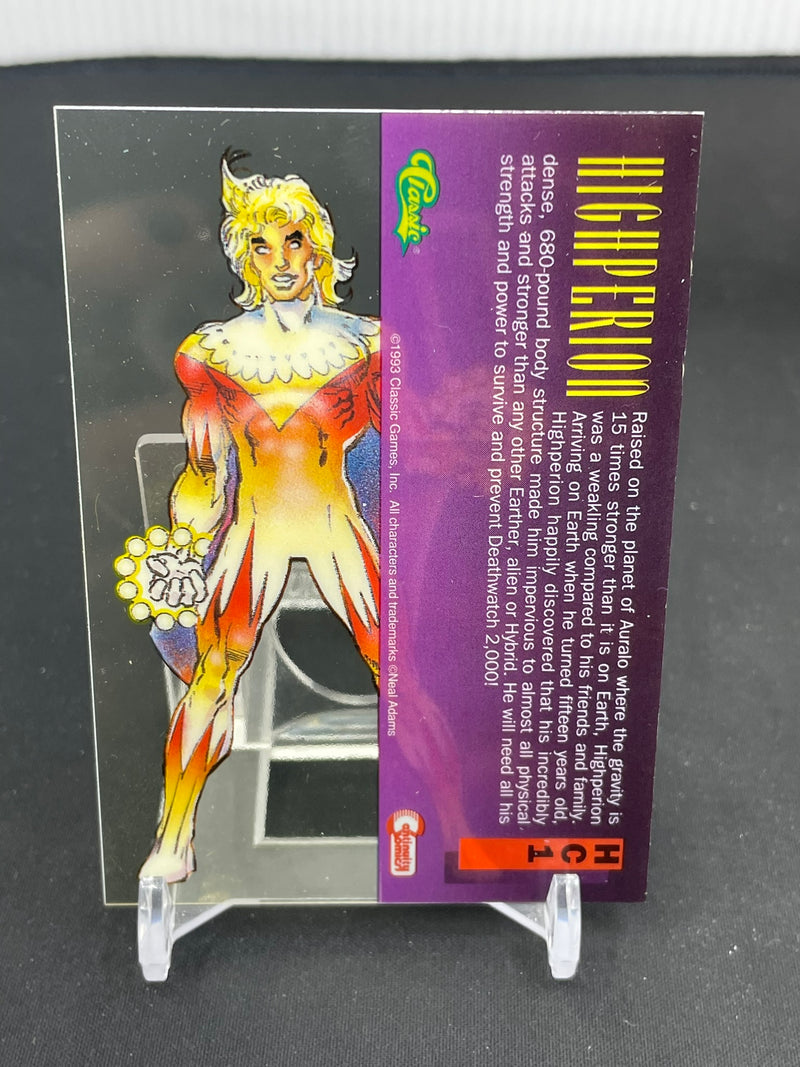 HIGHPERION
Raised on the planet of Auralo where the gravity is
15 times stronger than it is on Earth, Highperion
was a weakling compared to his friends and family.
Arriving on Earth when he turned fifteen years old,
Highperion happily discovered that his incredibly
dense, 680-pound body structure made him impervious to almost all physical
attacks and stronger than any other Earther, alien or Hybrid. He will need all his
strength and power to survive and prevent Deathwatch 2,000!
HC1
Classic®
©1993 Classic Games, Inc. All characters and trademarks ©Neal Adams
Continuity
Comics